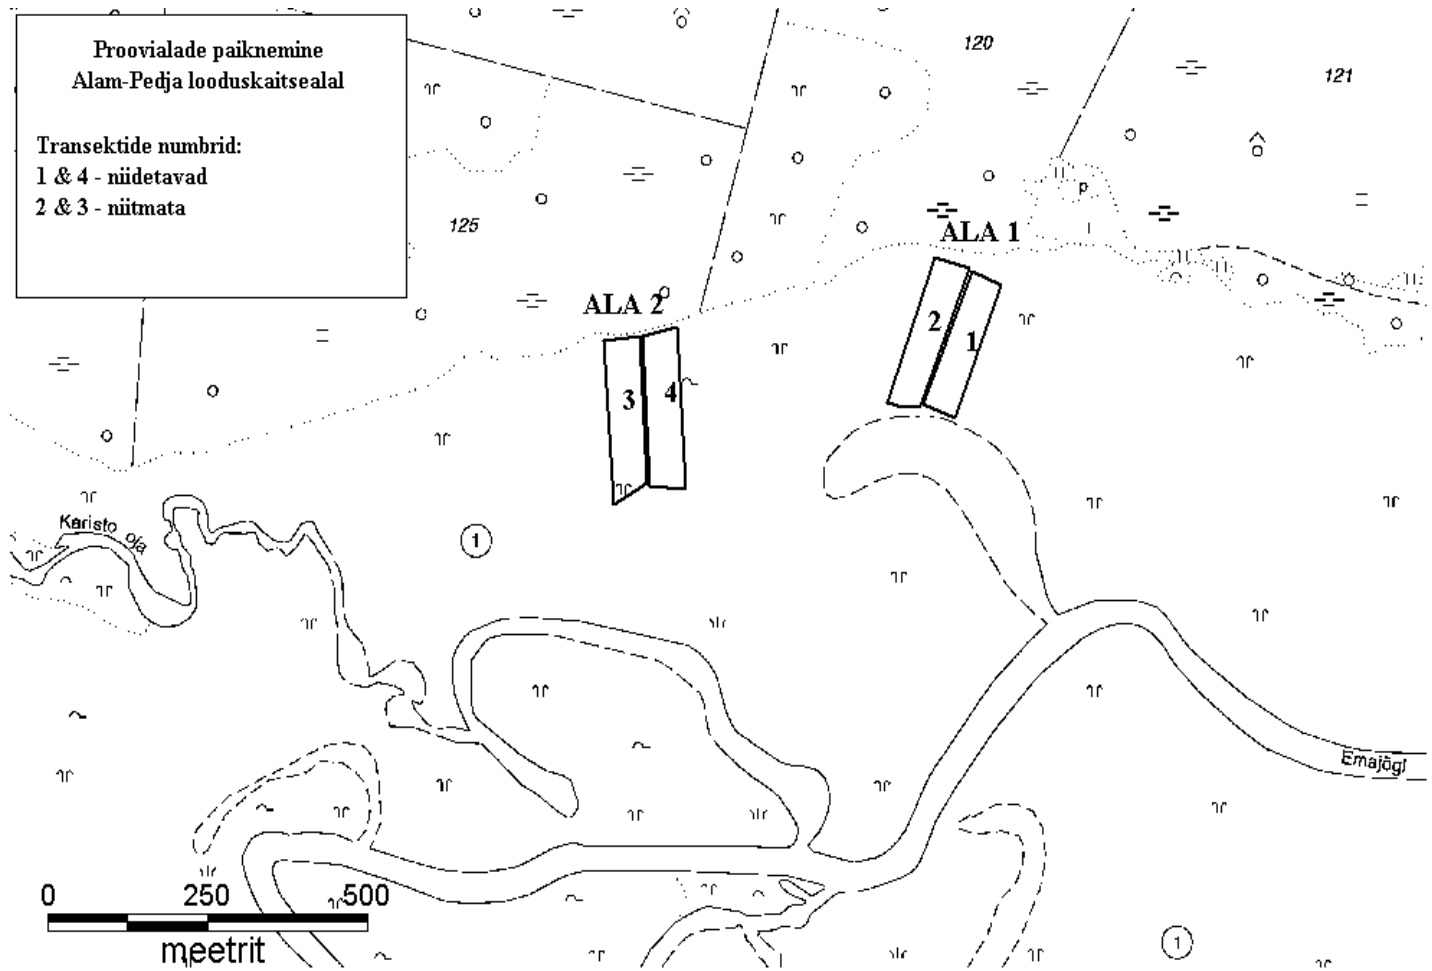 Proovialade paiknemine
Alam-Pedja looduskaitsealal
Transektide numbrid:
1 & 4 - niidetavad
2 & 3 - niitmata
120
121
125
p
ALA 1
ALA 2
2
1
3
4
Karisto oja
1
Emajõgi
0 250 500
meetrit
1